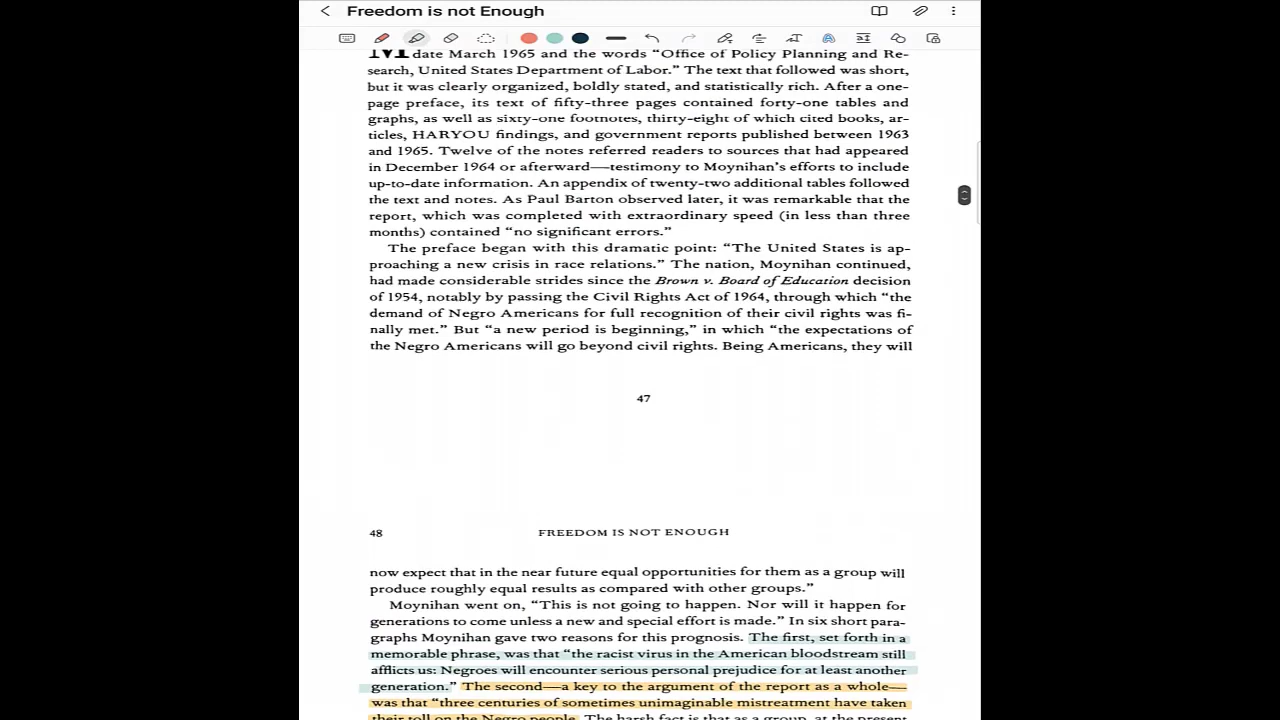 Freedom is not Enough
date March 1965 and the words “Office of Policy Planning and Re-
search, United States Department of Labor.” The text that followed was short,
but it was clearly organized, boldly stated, and statistically rich. After a one-
page preface, its text of fifty-three pages contained forty-one tables and
graphs, as well as sixty-one footnotes, thirty-eight of which cited books, ar-
ticles, HARYOU findings, and government reports published between 1963
and 1965. Twelve of the notes referred readers to sources that had appeared
in December 1964 or afterward—testimony to Moynihan’s efforts to include
up-to-date information. An appendix of twenty-two additional tables followed
the text and notes. As Paul Barton observed later, it was remarkable that the
report, which was completed with extraordinary speed (in less than three
months) contained “no significant errors.”
The preface began with this dramatic point: “The United States is ap-
proaching a new crisis in race relations.” The nation, Moynihan continued,
had made considerable strides since the Brown v. Board of Education decision
of 1954, notably by passing the Civil Rights Act of 1964, through which “the
demand of Negro Americans for full recognition of their civil rights was fi-
nally met.” But “a new period is beginning,” in which “the expectations of
the Negro Americans will go beyond civil rights. Being Americans, they will
47
48 FREEDOM IS NOT ENOUGH
now expect that in the near future equal opportunities for them as a group will
produce roughly equal results as compared with other groups.”
Moynihan went on, “This is not going to happen. Nor will it happen for
generations to come unless a new and special effort is made.” In six short para-
graphs Moynihan gave two reasons for this prognosis. The first, set forth in a
memorable phrase, was that “the racist virus in the American bloodstream still
afflicts us: Negroes will encounter serious personal prejudice for at least another
generation.” The second—a key to the argument of the report as a whole—
was that “three centuries of sometimes unimaginable mistreatment have taken
their toll on the Negro people. The harsh fact is that as a group, at the present